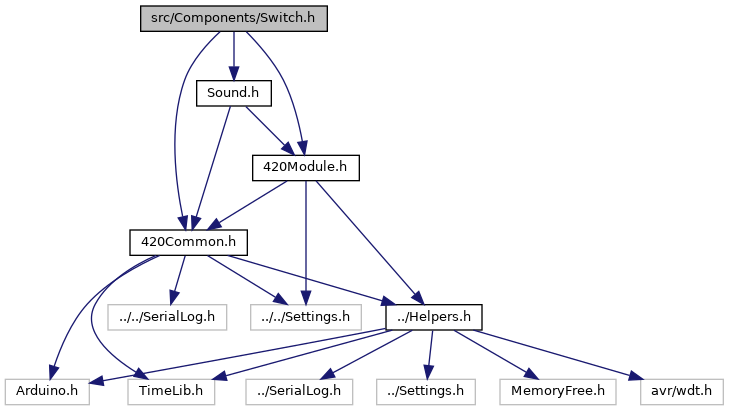 src/Components/Switch.h
Sound.h
420Module.h
420Common.h
../../SerialLog.h
../../Settings.h
../Helpers.h
Arduino.h
TimeLib.h
../SerialLog.h
../Settings.h
MemoryFree.h
avr/wdt.h